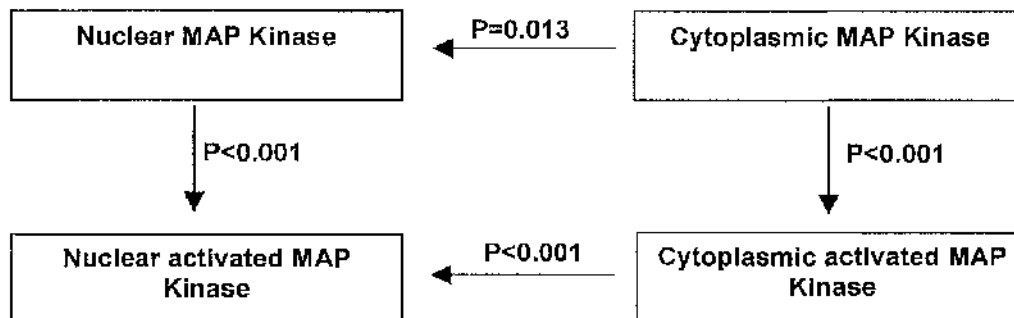 Nuclear MAP Kinase
P=0.013
Cytoplasmic MAP Kinase
P<0.001
P<0.001
Nuclear activated MAP
Kinase
P<0.001
Cytoplasmic activated MAP
Kinase